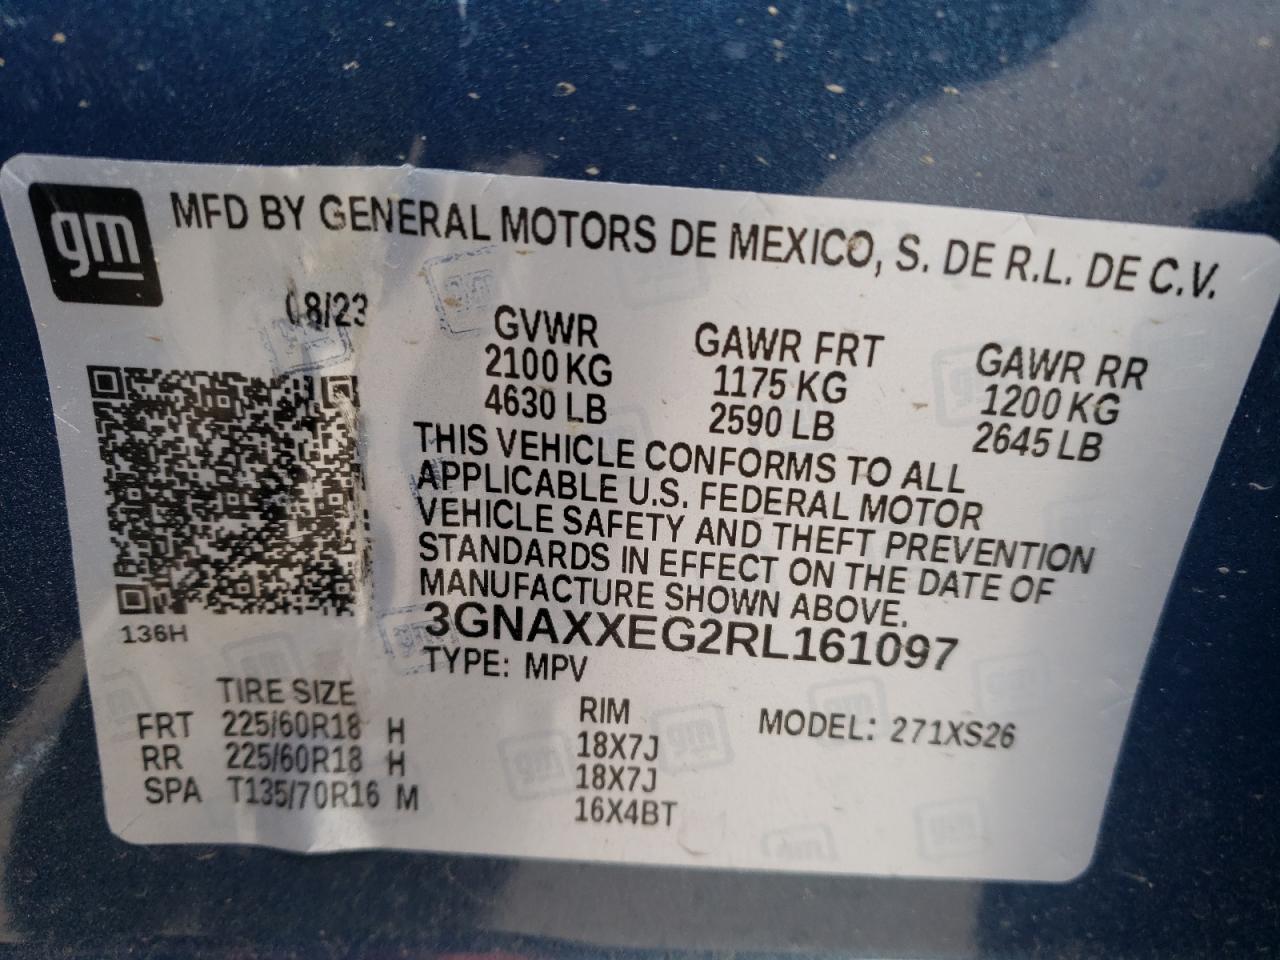 gm
MFD BY GENERAL MOTORS DE MEXICO, S. DE R.L. DE C.V.
08/23
GVWR GAWR FRT GAWR RR
2100 KG 1175 KG 1200 KG
4630 LB 2590 LB 2645 LB
THIS VEHICLE CONFORMS TO ALL
APPLICABLE U.S. FEDERAL MOTOR
VEHICLE SAFETY AND THEFT PREVENTION
STANDARDS IN EFFECT ON THE DATE OF
MANUFACTURE SHOWN ABOVE.
3GNAXXEG2RL161097
136H
TYPE: MPV
TIRE SIZE RIM MODEL: 271XS26
FRT 225/60R18 H 18X7J
RR 225/60R18 H 18X7J
SPA T135/70R16 M 16X4BT